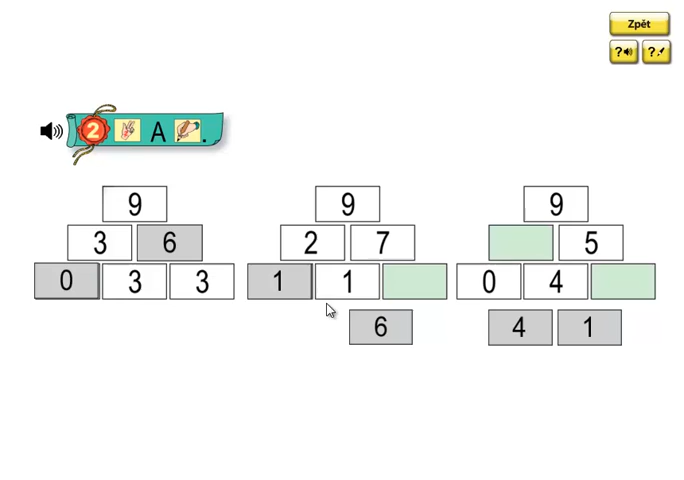 Zpět
?
?
2 A .
9 9 9
3 6 2 7 5
0 3 3 1 1 0 4
6 4 1